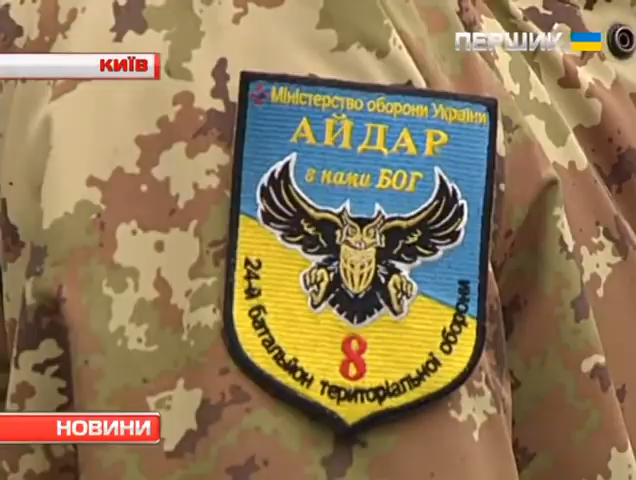 ПЕРШИЙ
КИЇВ
Міністерство оборони України
АЙДАР
з нами БОГ
24-й батальйон територіальної оборони
8
НОВИНИ